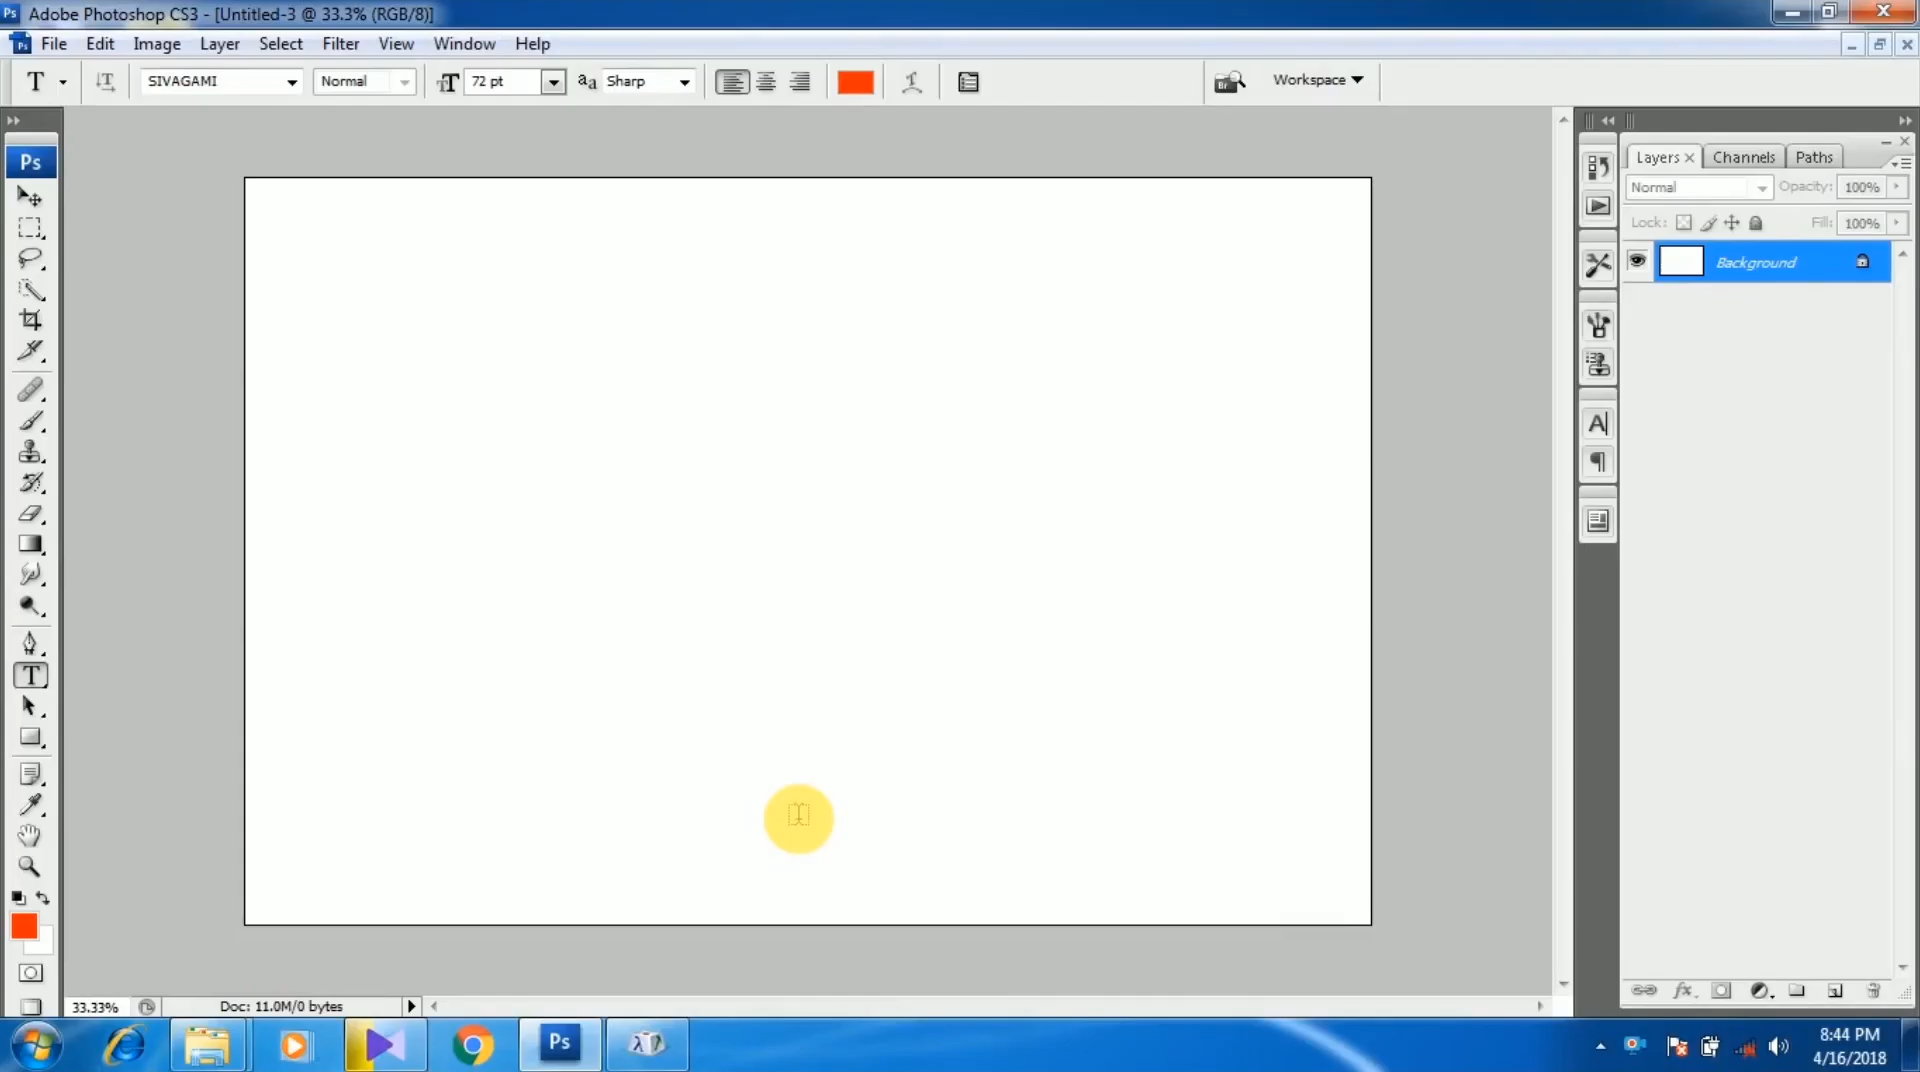 Adobe Photoshop CS3 - [Untitled-3 @ 33.3% (RGB/8)]
File Edit Image Layer Select Filter View Window Help
SIVAGAMI Normal 72 pt Sharp Workspace
Ps
Layers Channels Paths
Normal Opacity: 100%
Lock: Fill: 100%
Background
33.33% Doc: 11.0M/0 bytes
8:44 PM
4/16/2018